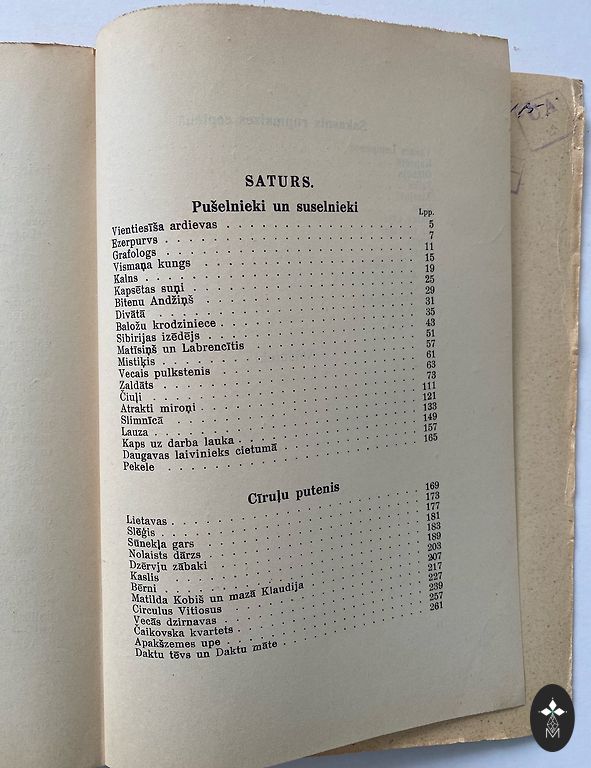 SATURS.
Pušelnieki un suselnieki
Lpp.
Vientiesīša ardievas 5
Ezerpurvs 7
Grafologs 11
Vismaņa kungs 15
Kalns 19
Kapsētas suņi 25
Bitenu Andžiņš 29
Divātā 31
Baložu krodziniece 35
Sibirijas izēdējs 43
Matīsiņš un Labrencītis 51
Mistiķis 57
Vecais pulkstenis 61
Zaldāts 63
Čiuļi 73
Atrakti miroņi 111
Slimnīcā 121
Lauza 133
Kaps uz darba lauka 149
Daugavas laivinieks cietumā 157
Pekele 165
Cīruļu putenis
Lietavas 169
Slēģis 173
Sūnekļa gars 177
Nolaists dārzs 181
Dzērvju zābaki 183
Kaslis 189
Bērni 203
Matilda Kobiš un mazā Klaudija 207
Circulus Vitiosus 217
Vecās dzirnavas 227
Čaikovska kvartets 239
Apakšzemes upe 257
Daktu tēvs un Daktu māte 261